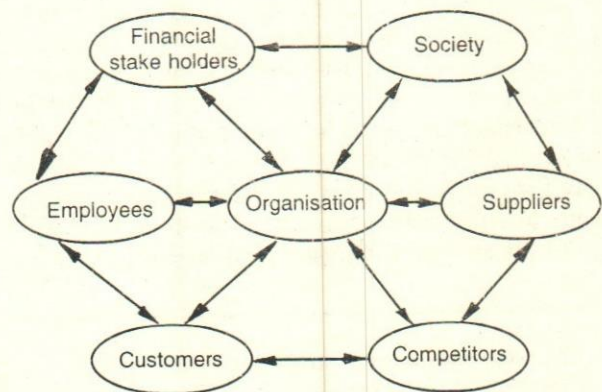 Financial
stake holders
Society
Employees
Organisation
Suppliers
Customers
Competitors